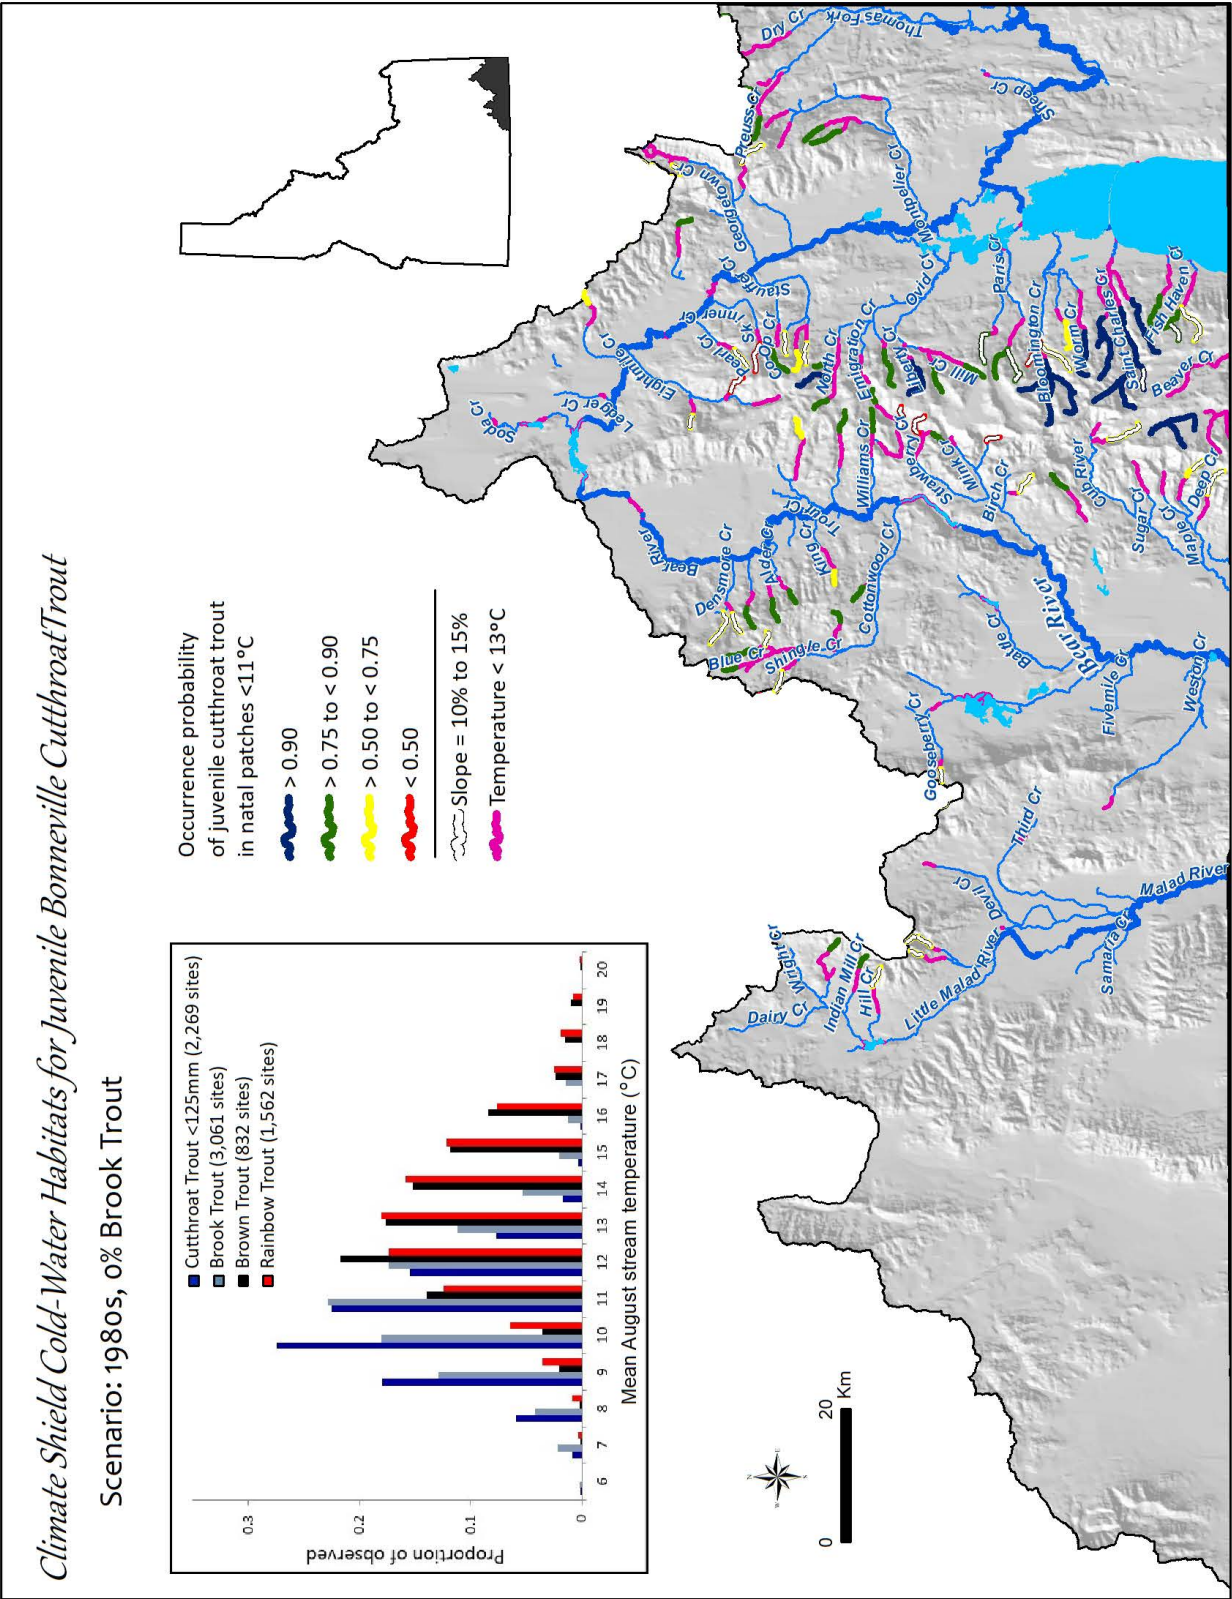 Climate Shield Cold-Water Habitats for Juvenile Bonneville Cutthroat Trout
Scenario: 1980s, 0% Brook Trout
Cutthroat Trout <125mm (2,269 sites)
Brook Trout (3,061 sites)
Brown Trout (832 sites)
Rainbow Trout (1,562 sites)
Proportion of observed
0.3
0.2
0.1
0
6 7 8 9 10 11 12 13 14 15 16 17 18 19 20
Mean August stream temperature (°C)
Occurrence probability
of juvenile cutthroat trout
in natal patches <11°C
> 0.90
> 0.75 to < 0.90
> 0.50 to < 0.75
< 0.50
Slope = 10% to 15%
Temperature < 13°C
N
W
E
S
0 20
Km
Dairy Cr
Wright Cr
Indian Mill Cr
Hill Cr
Little Malad River
Devil Cr
Third Cr
Samaria Cr
Malad River
Gooseberry Cr
Weston Cr
Fivemile Cr
Battle Cr
Bear River
Blue Cr
Shingle Cr
Densmore Cr
Alder Cr
King Cr
Trout Cr
Cottonwood Cr
Williams Cr
Bear River
Soda Cr
Ledger Cr
Eightmile Cr
Pearl Cr
Skinner Cr
Co Op Cr
Stauffer Cr
North Cr
Emigration Cr
Liberty Cr
Mill Cr
Ovid Cr
Strawberry Cr
Mink Cr
Birch Cr
Cub River
Sugar Cr
Maple Cr
Deep Cr
Beaver Cr
Paris Cr
Bloomington Cr
Worm Cr
Saint Charles Cr
Fish Haven Cr
Georgetown Cr
Montpelier Cr
Preuss Cr
Dry Cr
Thomas Fork
Sheep Cr